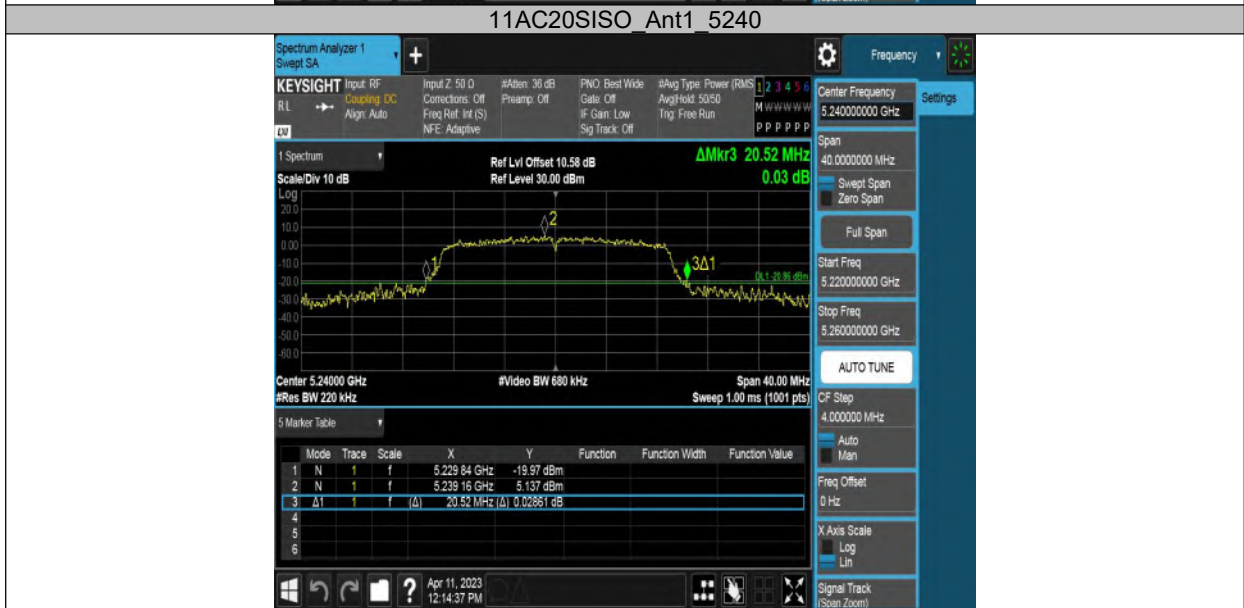 (Span Zoom)
11AC20SISO_Ant1_5240
Spectrum Analyzer 1
Swept SA
+
Frequency
KEYSIGHT Input: RF Input Z: 50 Ω #Atten: 36 dB PNO: Best Wide #Avg Type: Power (RMS 1 2 3 4 5 6
RL Coupling: DC Corrections: Off Preamp: Off Gate: Off Avg|Hold: 50/50 M W W W W W
Align: Auto Freq Ref: Int (S) IF Gain: Low Trig: Free Run
LXI NFE: Adaptive Sig Track: Off P P P P P P
1 Spectrum
Ref Lvl Offset 10.58 dB ΔMkr3 20.52 MHz
Scale/Div 10 dB Ref Level 30.00 dBm 0.03 dB
Log
20.0
10.0
0.00
-10.0
-20.0
-30.0
-40.0
-50.0
-60.0
1
2
3Δ1
DL1 -20.86 dBm
Center 5.24000 GHz #Video BW 680 kHz Span 40.00 MHz
#Res BW 220 kHz Sweep 1.00 ms (1001 pts)
5 Marker Table
Mode Trace Scale X Y Function Function Width Function Value
1 N 1 f 5.229 84 GHz -19.97 dBm
2 N 1 f 5.239 16 GHz 5.137 dBm
3 Δ1 1 f (Δ) 20.52 MHz (Δ) 0.02861 dB
4
5
6
? Apr 11, 2023
12:14:37 PM
Center Frequency
5.240000000 GHz
Settings
Span
40.0000000 MHz
Swept Span
Zero Span
Full Span
Start Freq
5.220000000 GHz
Stop Freq
5.260000000 GHz
AUTO TUNE
CF Step
4.000000 MHz
Auto
Man
Freq Offset
0 Hz
X Axis Scale
Log
Lin
Signal Track
(Span Zoom)